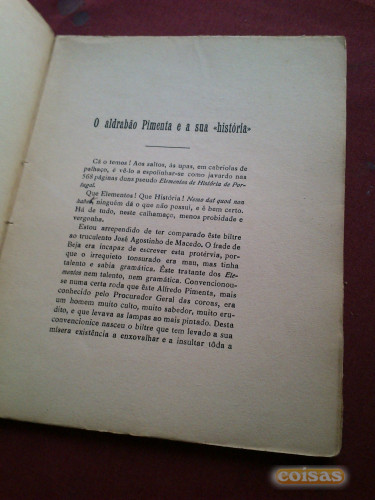 O aldrabão Pimenta e a sua «história»
Cá o temos! Aos saltos, às upas, em cabriolas de
palhaço, é vê-lo a espolinhar-se como javardo nas
569 páginas duns pseudo Elementos de História de Por-
tugal.
Que Elementos! Que História! Nemo dat quod non
habet, ninguém dá o que não possui, e é bem certo.
Há de tudo, neste calhamaço, menos probidade e
vergonha.
Estou arrependido de ter comparado êste biltre
ao truculento José Agostinho de Macedo. O frade de
Beja era incapaz de escrever esta protérvia, por-
que o irrequieto tonsurado era mau, mas tinha
talento e sabia gramática. Êste tratante dos Ele-
mentos nem talento, nem gramática. Convencionou-
se numa certa roda que êste Alfredo Pimenta, mais
conhecido pelo Procurador Geral das coroas, era
um homem muito culto, muito sabedor, muito eru-
dito, e que levava as lampas ao mais pintado. Desta
convencionice nasceu o biltre que tem levado a sua
mísera existência a enxovalhar e a insultar tôda a
coisas